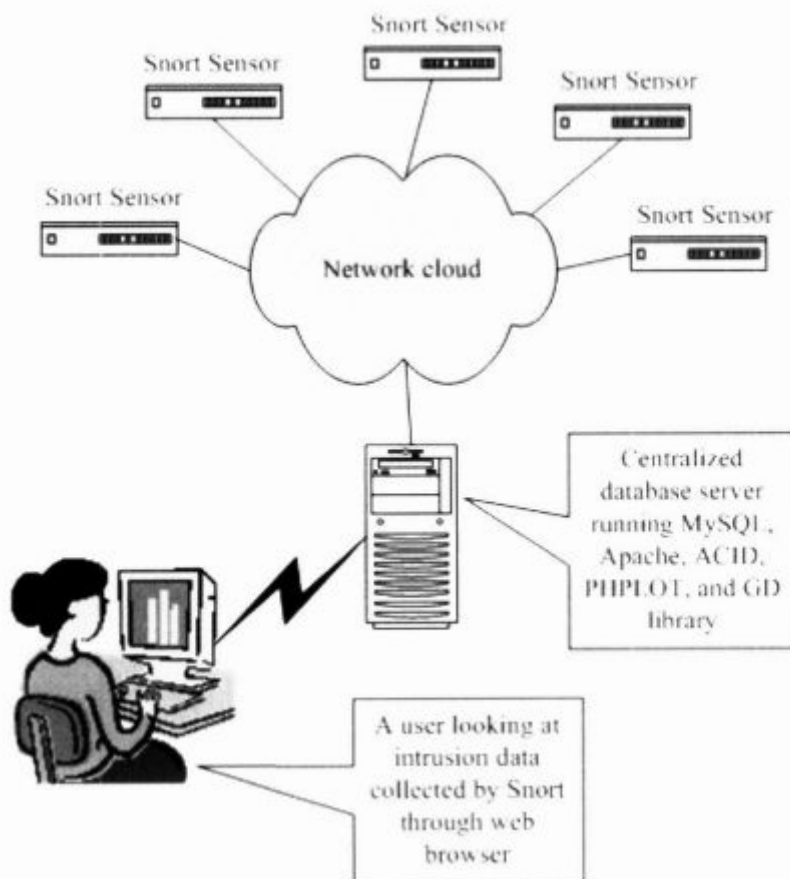 Snort Sensor
Snort Sensor
Snort Sensor
Snort Sensor
Snort Sensor
Network cloud
Centralized
database server
running MySQL,
Apache, ACID,
PHPLOT, and GD
library
A user looking at
intrusion data
collected by Snort
through web
browser